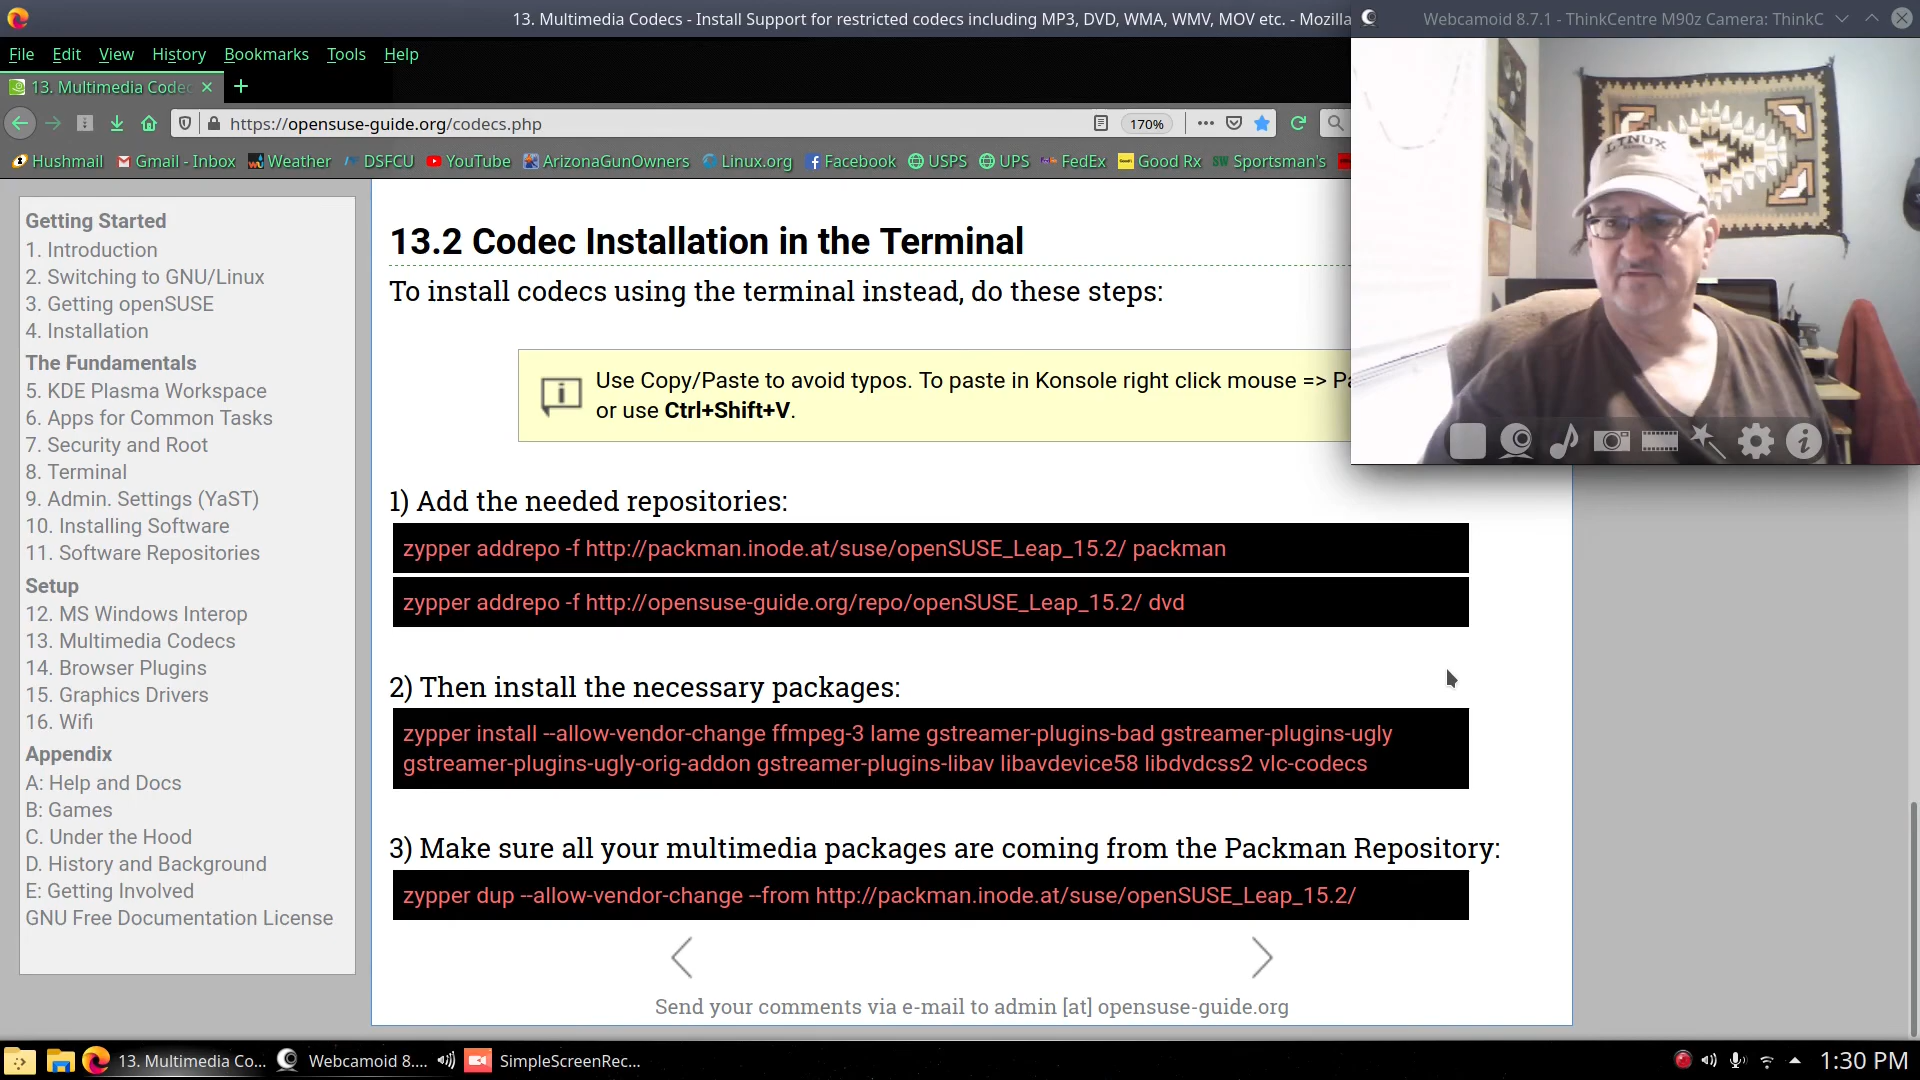 13. Multimedia Codecs - Install Support for restricted codecs including MP3, DVD, WMA, WMV, MOV etc. - Mozilla
Webcamoid 8.7.1 - ThinkCentre M90z Camera: ThinkC
File Edit View History Bookmarks Tools Help
13. Multimedia Codec
https://opensuse-guide.org/codecs.php
170%
Hushmail Gmail - Inbox Weather DSFCU YouTube ArizonaGunOwners Linux.org Facebook USPS UPS FedEx Good Rx Sportsman's
LINUX
Getting Started
1. Introduction
2. Switching to GNU/Linux
3. Getting openSUSE
4. Installation
The Fundamentals
5. KDE Plasma Workspace
6. Apps for Common Tasks
7. Security and Root
8. Terminal
9. Admin. Settings (YaST)
10. Installing Software
11. Software Repositories
Setup
12. MS Windows Interop
13. Multimedia Codecs
14. Browser Plugins
15. Graphics Drivers
16. Wifi
Appendix
A: Help and Docs
B: Games
C. Under the Hood
D. History and Background
E: Getting Involved
GNU Free Documentation License
13.2 Codec Installation in the Terminal
To install codecs using the terminal instead, do these steps:
Use Copy/Paste to avoid typos. To paste in Konsole right click mouse => Pa
or use Ctrl+Shift+V.
1) Add the needed repositories:
zypper addrepo -f http://packman.inode.at/suse/openSUSE_Leap_15.2/ packman
zypper addrepo -f http://opensuse-guide.org/repo/openSUSE_Leap_15.2/ dvd
2) Then install the necessary packages:
zypper install --allow-vendor-change ffmpeg-3 lame gstreamer-plugins-bad gstreamer-plugins-ugly
gstreamer-plugins-ugly-orig-addon gstreamer-plugins-libav libavdevice58 libdvdcss2 vlc-codecs
3) Make sure all your multimedia packages are coming from the Packman Repository:
zypper dup --allow-vendor-change --from http://packman.inode.at/suse/openSUSE_Leap_15.2/
Send your comments via e-mail to admin [at] opensuse-guide.org
13. Multimedia Co... Webcamoid 8.... SimpleScreenRec... 1:30 PM